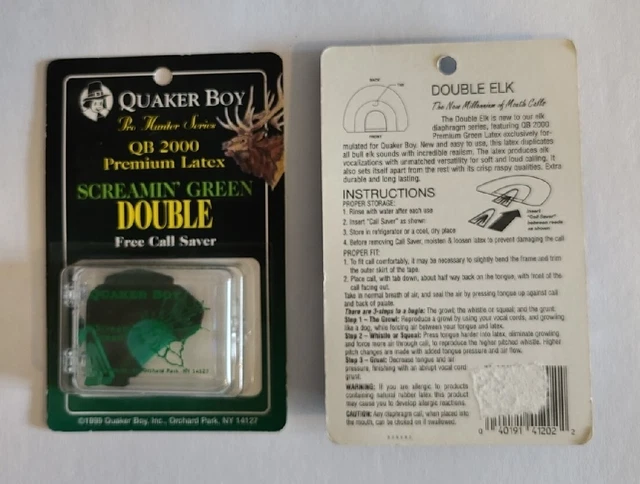 QUAKER BOY
Pro Hunter Series
QB 2000
Premium Latex
SCREAMIN' GREEN
DOUBLE
Free Call Saver
QUAKER BOY
Orchard Park, NY 14127
©1999 Quaker Boy, Inc., Orchard Park, NY 14127
BACK
TAB
FRONT
DOUBLE ELK
The New Millennium of Mouth Calls
The Double Elk is new to our elk
diaphragm series, featuring QB 2000
Premium Green Latex exclusively for-
mulated for Quaker Boy. New and easy to use, this latex duplicates
all bull elk sounds with incredible realism. The latex produces elk
vocalizations with unmatched versatility for soft and loud calling. It
also sets itself apart from the rest with its crisp raspy qualities. Extra
durable and long lasting.
INSTRUCTIONS
PROPER STORAGE:
1. Rinse with water after each use
2. Insert "Call Saver" as shown
3. Store in refrigerator or a cool, dry place
4. Before removing Call Saver, moisten & loosen latex to prevent damaging the call
Insert
"Call Saver"
between reeds
as shown.
PROPER FIT:
1. To fit call comfortably, it may be necessary to slightly bend the frame and trim
the outer skirt of the tape.
2. Place call, with tab down, about half way back on the tongue, with front of the
call facing out.
Take in normal breath of air, and seal the air by pressing tongue up against call
and back of palate.
There are 3-steps to a bugle: The growl; the whistle or squeal; and the grunt.
Step 1 - The Growl: Reproduce a growl by using your vocal cords, and growling
like a dog, while forcing air between your tongue and latex.
Step 2 - Whistle or Squeal: Press tongue harder into latex, eliminate growling
and force more air through call, to reproduce the higher pitched whistle. Higher
pitch changes are made with added tongue pressure and air flow.
Step 3 - Grunt: Decrease tongue and air
pressure, finishing with an abrupt vocal
grunt.
WARNING: If you are allergic to products
containing natural rubber latex this product
may cause you to develop allergic reactions.
CAUTION: Any diaphragm call, when placed into
the mouth, can be choked on if swallowed.
0 40191 41202 2